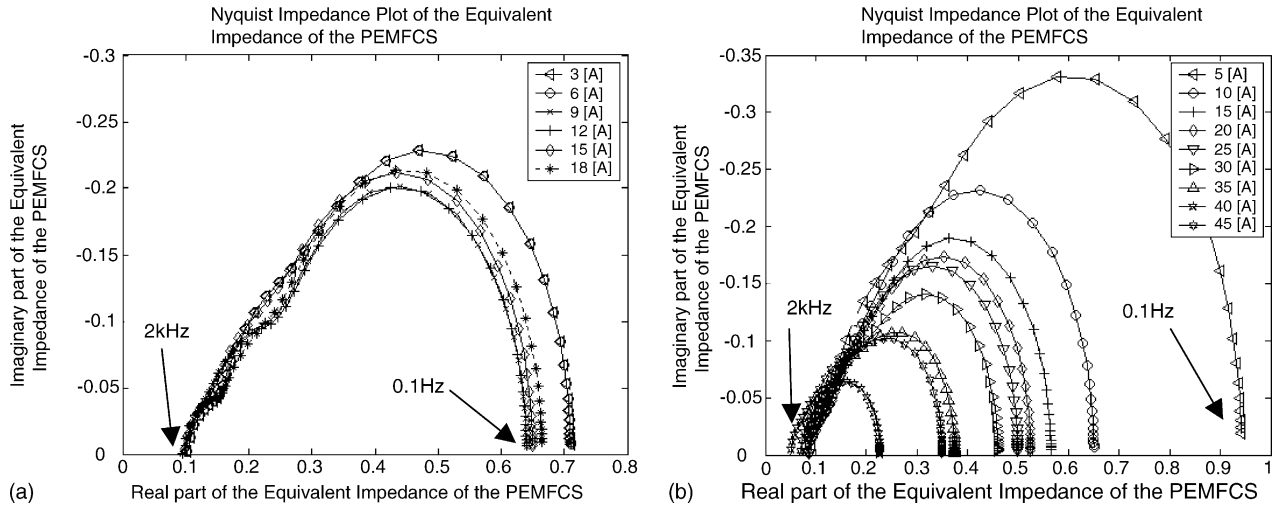 Nyquist Impedance Plot of the Equivalent
Impedance of the PEMFCS
-0.3
-0.25
-0.2
-0.15
-0.1
-0.05
0
Imaginary part of the Equivalent
Impedance of the PEMFCS
3 [A]
6 [A]
9 [A]
12 [A]
15 [A]
18 [A]
2kHz
0.1Hz
0 0.1 0.2 0.3 0.4 0.5 0.6 0.7 0.8
(a) Real part of the Equivalent Impedance of the PEMFCS
Nyquist Impedance Plot of the Equivalent
Impedance of the PEMFCS
-0.35
-0.3
-0.25
-0.2
-0.15
-0.1
-0.05
0
Imaginary part of the Equivalent
Impedance of the PEMFCS
5 [A]
10 [A]
15 [A]
20 [A]
25 [A]
30 [A]
35 [A]
40 [A]
45 [A]
2kHz
0.1Hz
0 0.1 0.2 0.3 0.4 0.5 0.6 0.7 0.8 0.9 1
(b) Real part of the Equivalent Impedance of the PEMFCS